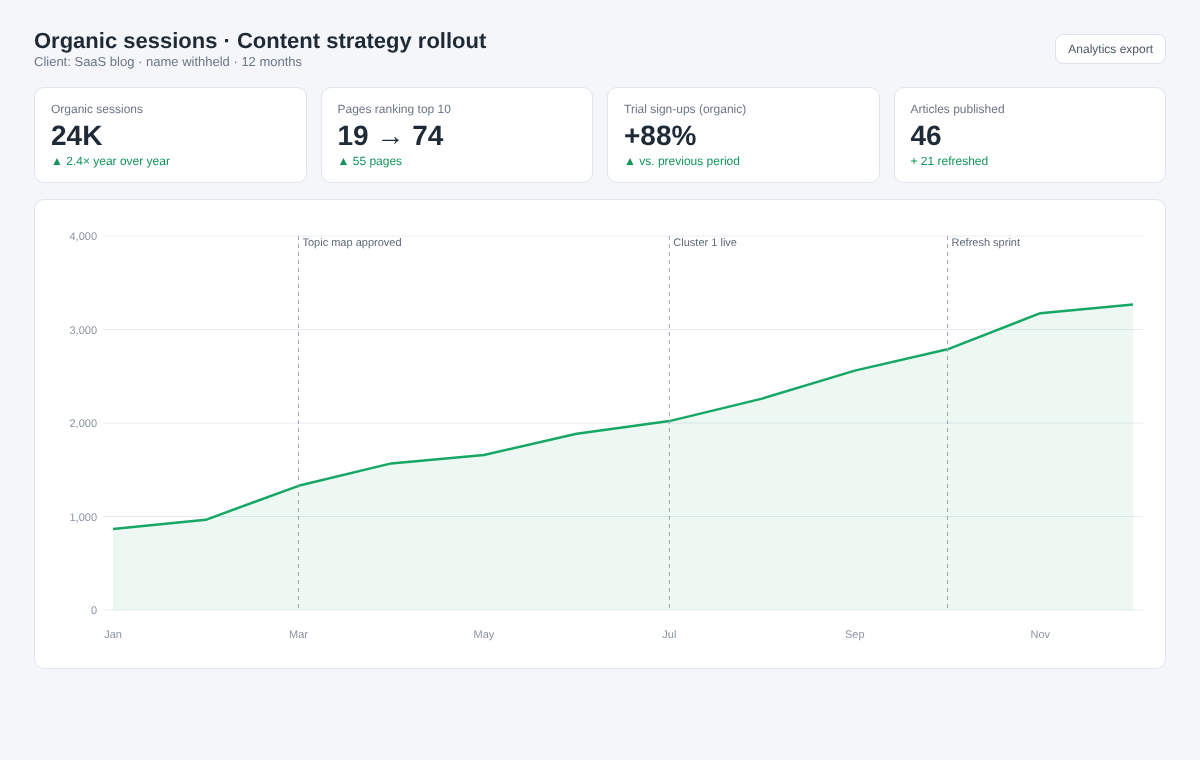 Organic sessions · Content strategy rollout
Client: SaaS blog · name withheld · 12 months
Analytics export
Organic sessions
24K
▲ 2.4× year over year
Pages ranking top 10
19 → 74
▲ 55 pages
Trial sign-ups (organic)
+88%
▲ vs. previous period
Articles published
46
+ 21 refreshed
4,000
3,000
2,000
1,000
0
Topic map approved
Cluster 1 live
Refresh sprint
Jan Mar May Jul Sep Nov